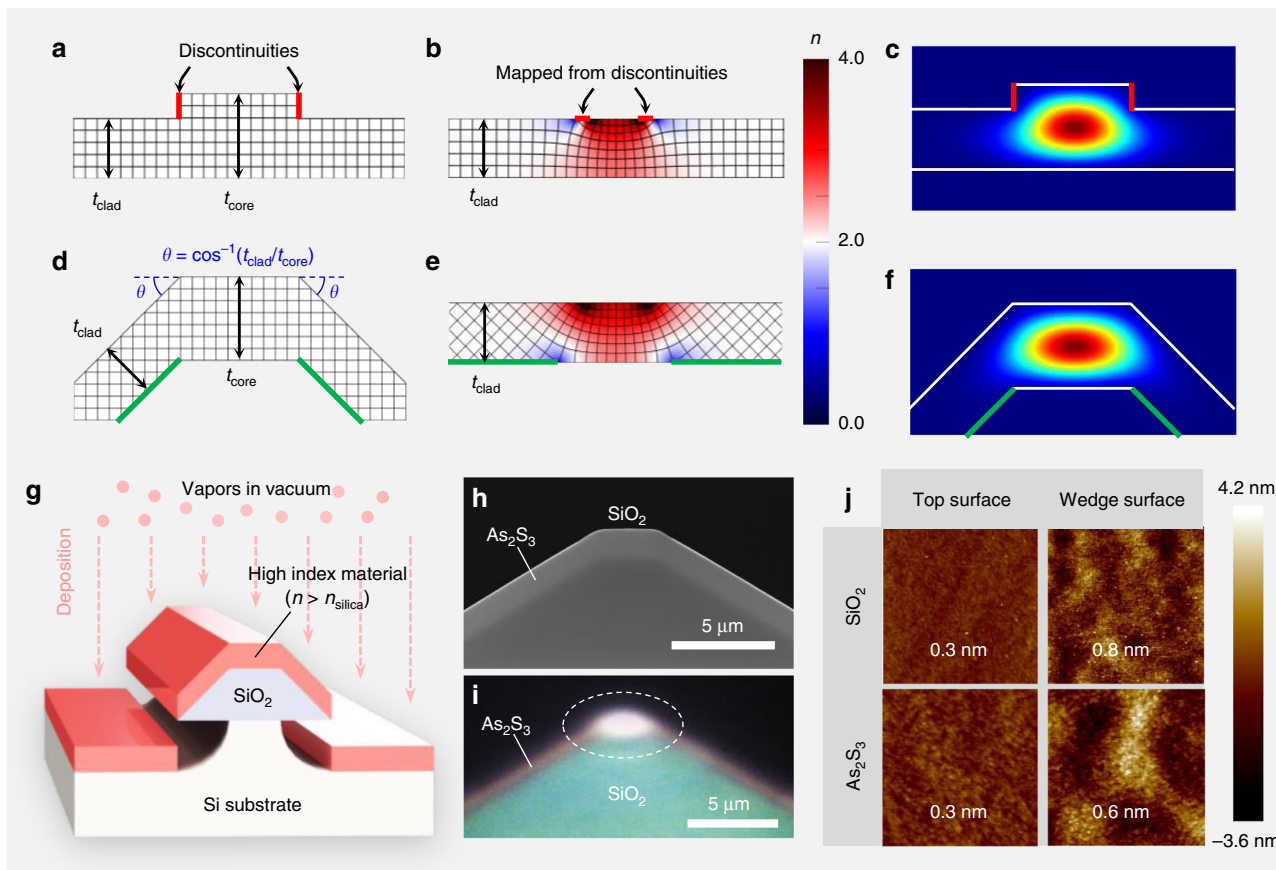 a
Discontinuities
t_clad
t_core
b
Mapped from discontinuities
t_clad
n
4.0
2.0
0.0
c
d
θ = cos⁻¹(t_clad/t_core)
θ
θ
t_clad
t_core
e
t_clad
f
g
Vapors in vacuum
Deposition
High index material
(n > n_silica)
SiO₂
Si substrate
h
SiO₂
As₂S₃
5 μm
i
As₂S₃
SiO₂
5 μm
j
Top surface
Wedge surface
4.2 nm
SiO₂
0.3 nm
0.8 nm
As₂S₃
0.3 nm
0.6 nm
−3.6 nm